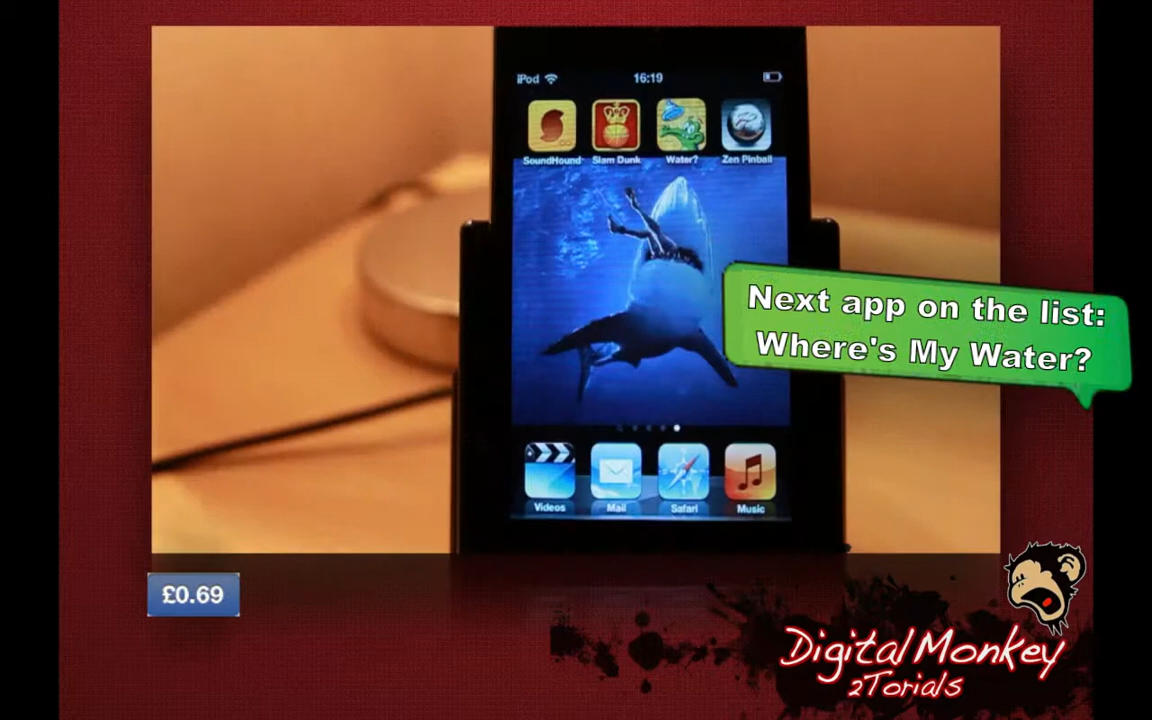 iPod 16:19
SoundHound Slam Dunk Water? Zen Pinball
Next app on the list:
Where's My Water?
Videos Mail Safari Music
£0.69
Digital Monkey
2Torials